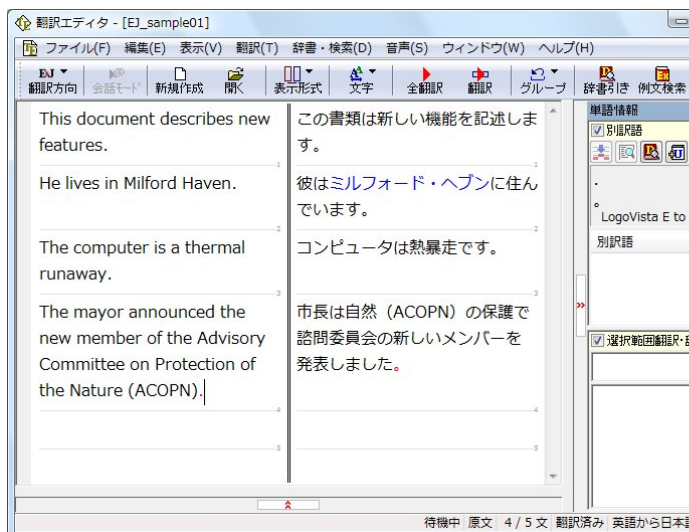 翻訳エディタ - [EJ_sample01]
ファイル(F) 編集(E) 表示(V) 翻訳(T) 辞書・検索(D) 音声(S) ウィンドウ(W) ヘルプ(H)
翻訳方向 会話モード 新規作成 開く 表示形式 文字 全翻訳 翻訳 グループ 辞書引き 例文検索
This document describes new
features.
この書類は新しい機能を記述しま
す。
1
1
He lives in Milford Haven.
彼はミルフォード・ヘブンに住ん
でいます。
2
2
The computer is a thermal
runaway.
コンピュータは熱暴走です。
3
3
The mayor announced the
new member of the Advisory
Committee on Protection of
the Nature (ACOPN).
市長は自然（ACOPN）の保護で
諮問委員会の新しいメンバーを
発表しました。
4
4
5
5
単語情報
別訳語
.
。
LogoVista E to
別訳語
選択範囲翻訳・
待機中 原文 4 / 5 文 翻訳済み 英語から日本